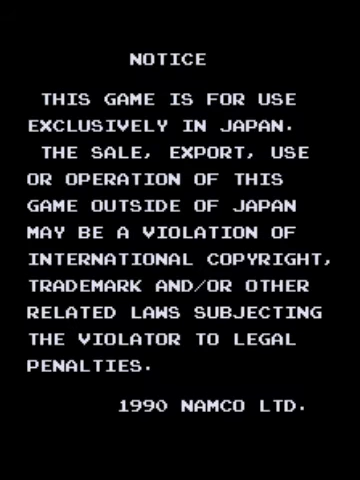 NOTICE
THIS GAME IS FOR USE
EXCLUSIVELY IN JAPAN.
THE SALE, EXPORT, USE
OR OPERATION OF THIS
GAME OUTSIDE OF JAPAN
MAY BE A VIOLATION OF
INTERNATIONAL COPYRIGHT,
TRADEMARK AND/OR OTHER
RELATED LAWS SUBJECTING
THE VIOLATOR TO LEGAL
PENALTIES.
1990 NAMCO LTD.